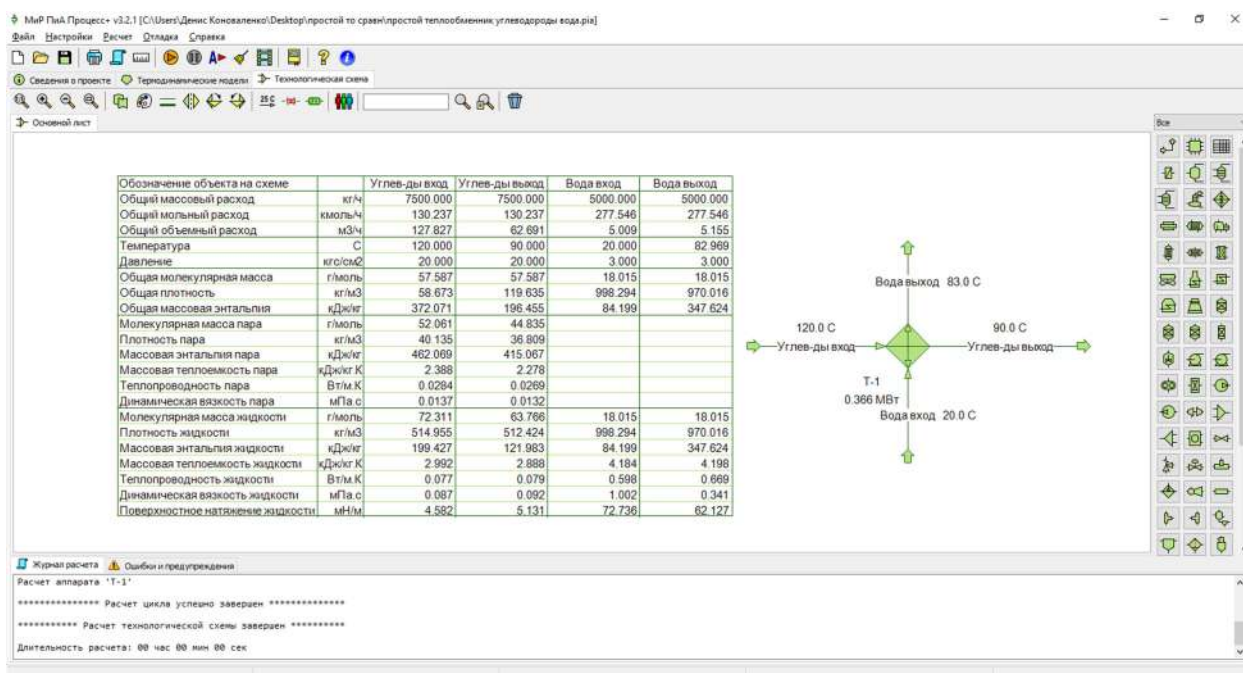 МиР ПиА Процесс+ v3.2.1 [C:\Users\Денис Коноваленко\Desktop\простой то сравн\простой теплообменник углеводороды вода.pia]
Файл Настройки Расчет Отладка Справка
Сведения о проекте Термодинамические модели Технологическая схема
25 C
Основной лист
Все
Обозначение объекта на схеме Углев-ды вход Углев-ды выход Вода вход Вода выход
Общий массовый расход кг/ч 7500.000 7500.000 5000.000 5000.000
Общий мольный расход кмоль/ч 130.237 130.237 277.546 277.546
Общий объемный расход м3/ч 127.827 62.691 5.009 5.155
Температура C 120.000 90.000 20.000 82.969
Давление кгс/см2 20.000 20.000 3.000 3.000
Общая молекулярная масса г/моль 57.587 57.587 18.015 18.015
Общая плотность кг/м3 58.673 119.635 998.294 970.016
Общая массовая энтальпия кДж/кг 372.071 196.455 84.199 347.624
Молекулярная масса пара г/моль 52.061 44.835
Плотность пара кг/м3 40.135 36.809
Массовая энтальпия пара кДж/кг 462.069 415.067
Массовая теплоемкость пара кДж/кг.К 2.388 2.278
Теплопроводность пара Вт/м.К 0.0284 0.0269
Динамическая вязкость пара мПа.с 0.0137 0.0132
Молекулярная масса жидкости г/моль 72.311 63.766 18.015 18.015
Плотность жидкости кг/м3 514.955 512.424 998.294 970.016
Массовая энтальпия жидкости кДж/кг 199.427 121.983 84.199 347.624
Массовая теплоемкость жидкости кДж/кг.К 2.992 2.888 4.184 4.198
Теплопроводность жидкости Вт/м.К 0.077 0.079 0.598 0.669
Динамическая вязкость жидкости мПа.с 0.087 0.092 1.002 0.341
Поверхностное натяжение жидкости мН/м 4.582 5.131 72.736 62.127
Вода выход 83.0 C
120.0 C 90.0 C
Углев-ды вход Углев-ды выход
T-1
0.366 МВт
Вода вход 20.0 C
Журнал расчета Ошибки и предупреждения
Расчет аппарата 'Т-1'
*************** Расчет цикла успешно завершен **************
*********** Расчет технологической схемы завершен **********
Длительность расчета: 00 час 00 мин 00 сек